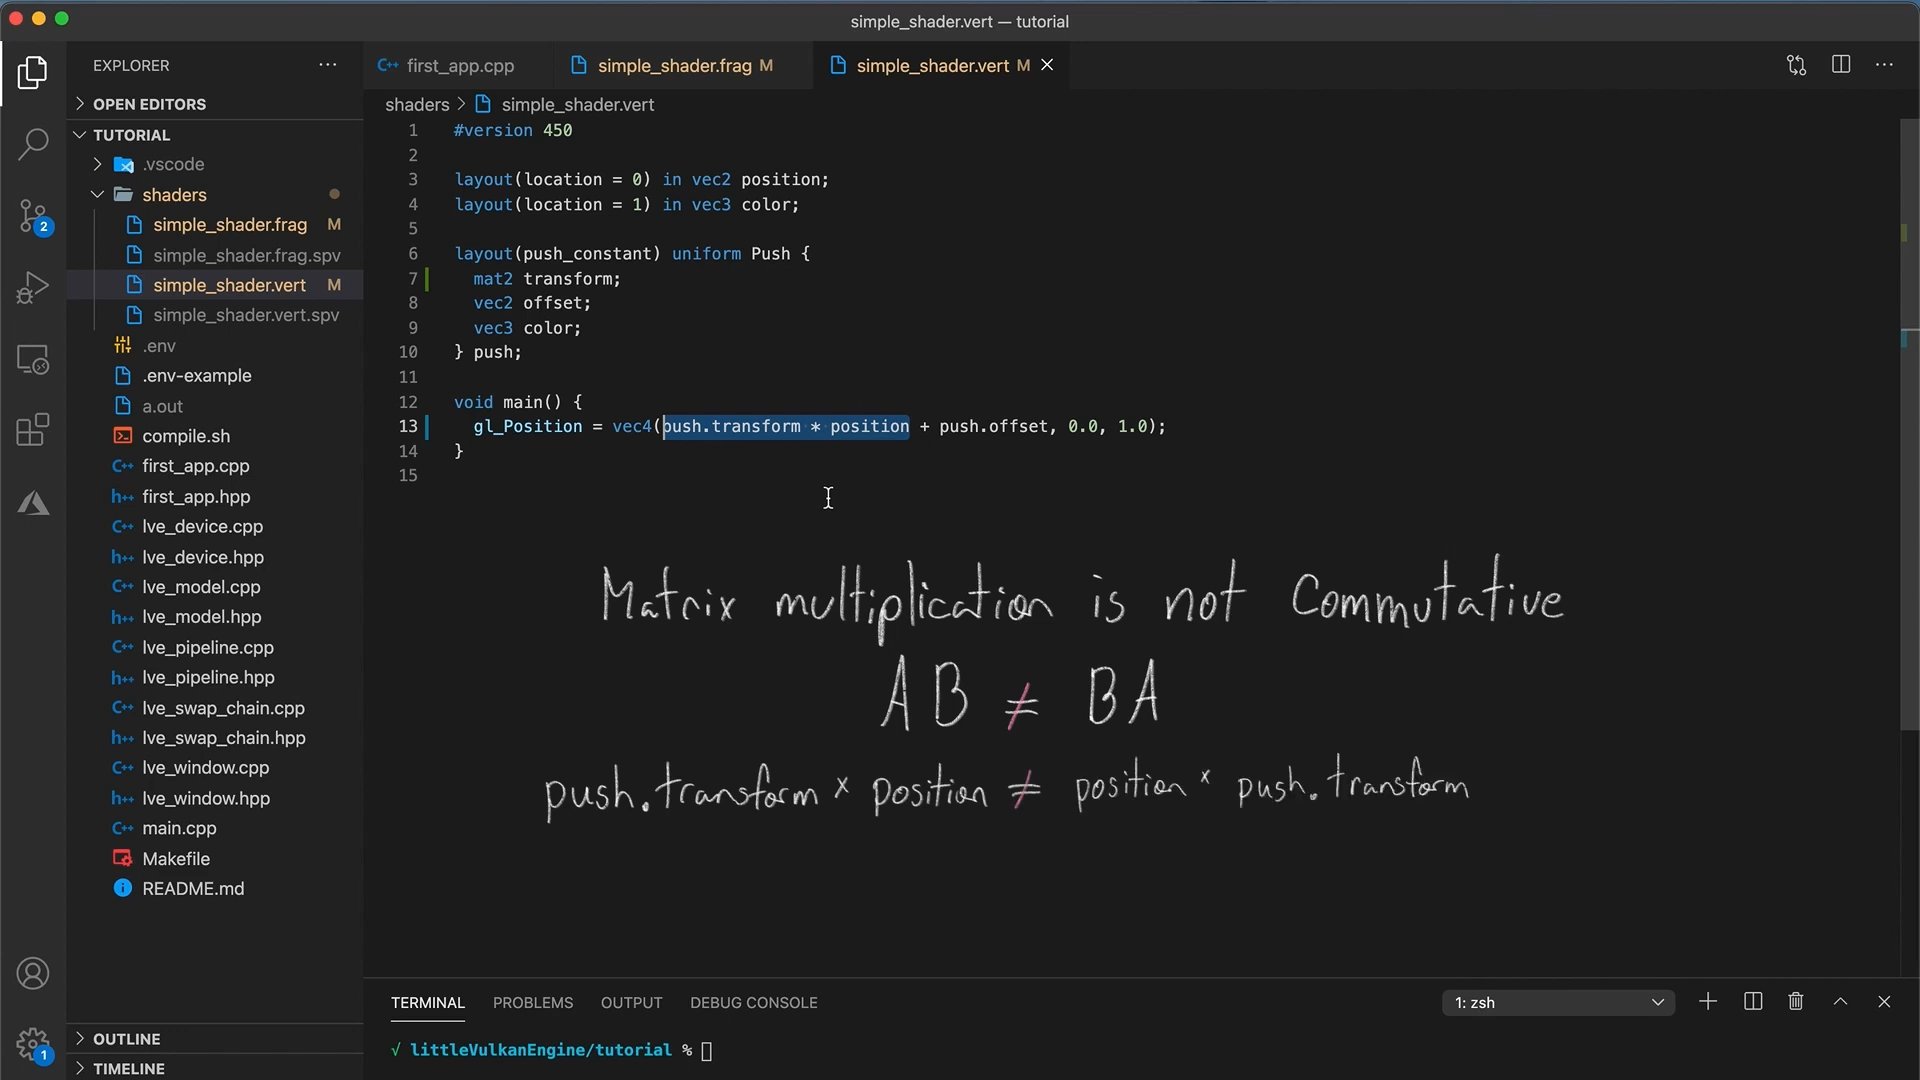 simple_shader.vert — tutorial
EXPLORER
first_app.cpp
simple_shader.frag M
simple_shader.vert M
OPEN EDITORS
TUTORIAL
.vscode
shaders
simple_shader.frag M
simple_shader.frag.spv
simple_shader.vert M
simple_shader.vert.spv
.env
.env-example
a.out
compile.sh
C++ first_app.cpp
h++ first_app.hpp
C++ lve_device.cpp
h++ lve_device.hpp
C++ lve_model.cpp
h++ lve_model.hpp
C++ lve_pipeline.cpp
h++ lve_pipeline.hpp
C++ lve_swap_chain.cpp
h++ lve_swap_chain.hpp
C++ lve_window.cpp
h++ lve_window.hpp
C++ main.cpp
Makefile
README.md
OUTLINE
TIMELINE
2
1
shaders > simple_shader.vert
1 #version 450
2
3 layout(location = 0) in vec2 position;
4 layout(location = 1) in vec3 color;
5
6 layout(push_constant) uniform Push {
7 mat2 transform;
8 vec2 offset;
9 vec3 color;
10 } push;
11
12 void main() {
13 gl_Position = vec4(push.transform * position + push.offset, 0.0, 1.0);
14 }
15
Matrix multiplication is not Commutative
AB ≠ BA
push.transform × position ≠ position × push.transform
TERMINAL PROBLEMS OUTPUT DEBUG CONSOLE
1: zsh
√ littleVulkanEngine/tutorial %